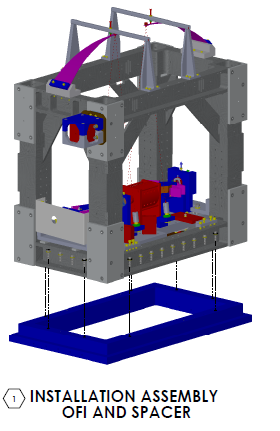 1 INSTALLATION ASSEMBLY
OFI AND SPACER